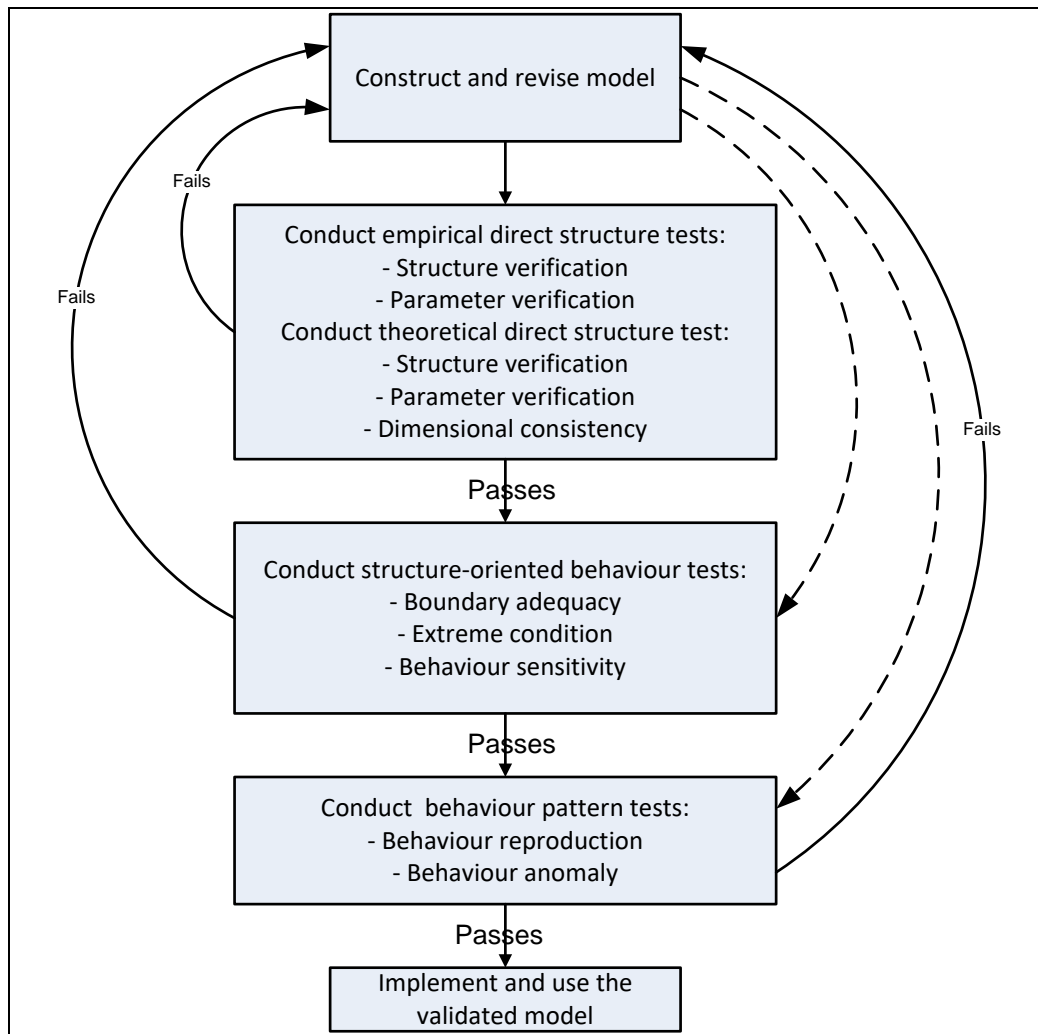 Construct and revise model
Fails
Conduct empirical direct structure tests:
- Structure verification
- Parameter verification
Conduct theoretical direct structure test:
- Structure verification
- Parameter verification
- Dimensional consistency
Fails
Fails
Passes
Conduct structure-oriented behaviour tests:
- Boundary adequacy
- Extreme condition
- Behaviour sensitivity
Passes
Conduct  behaviour pattern tests:
- Behaviour reproduction
- Behaviour anomaly
Passes
Implement and use the
validated model